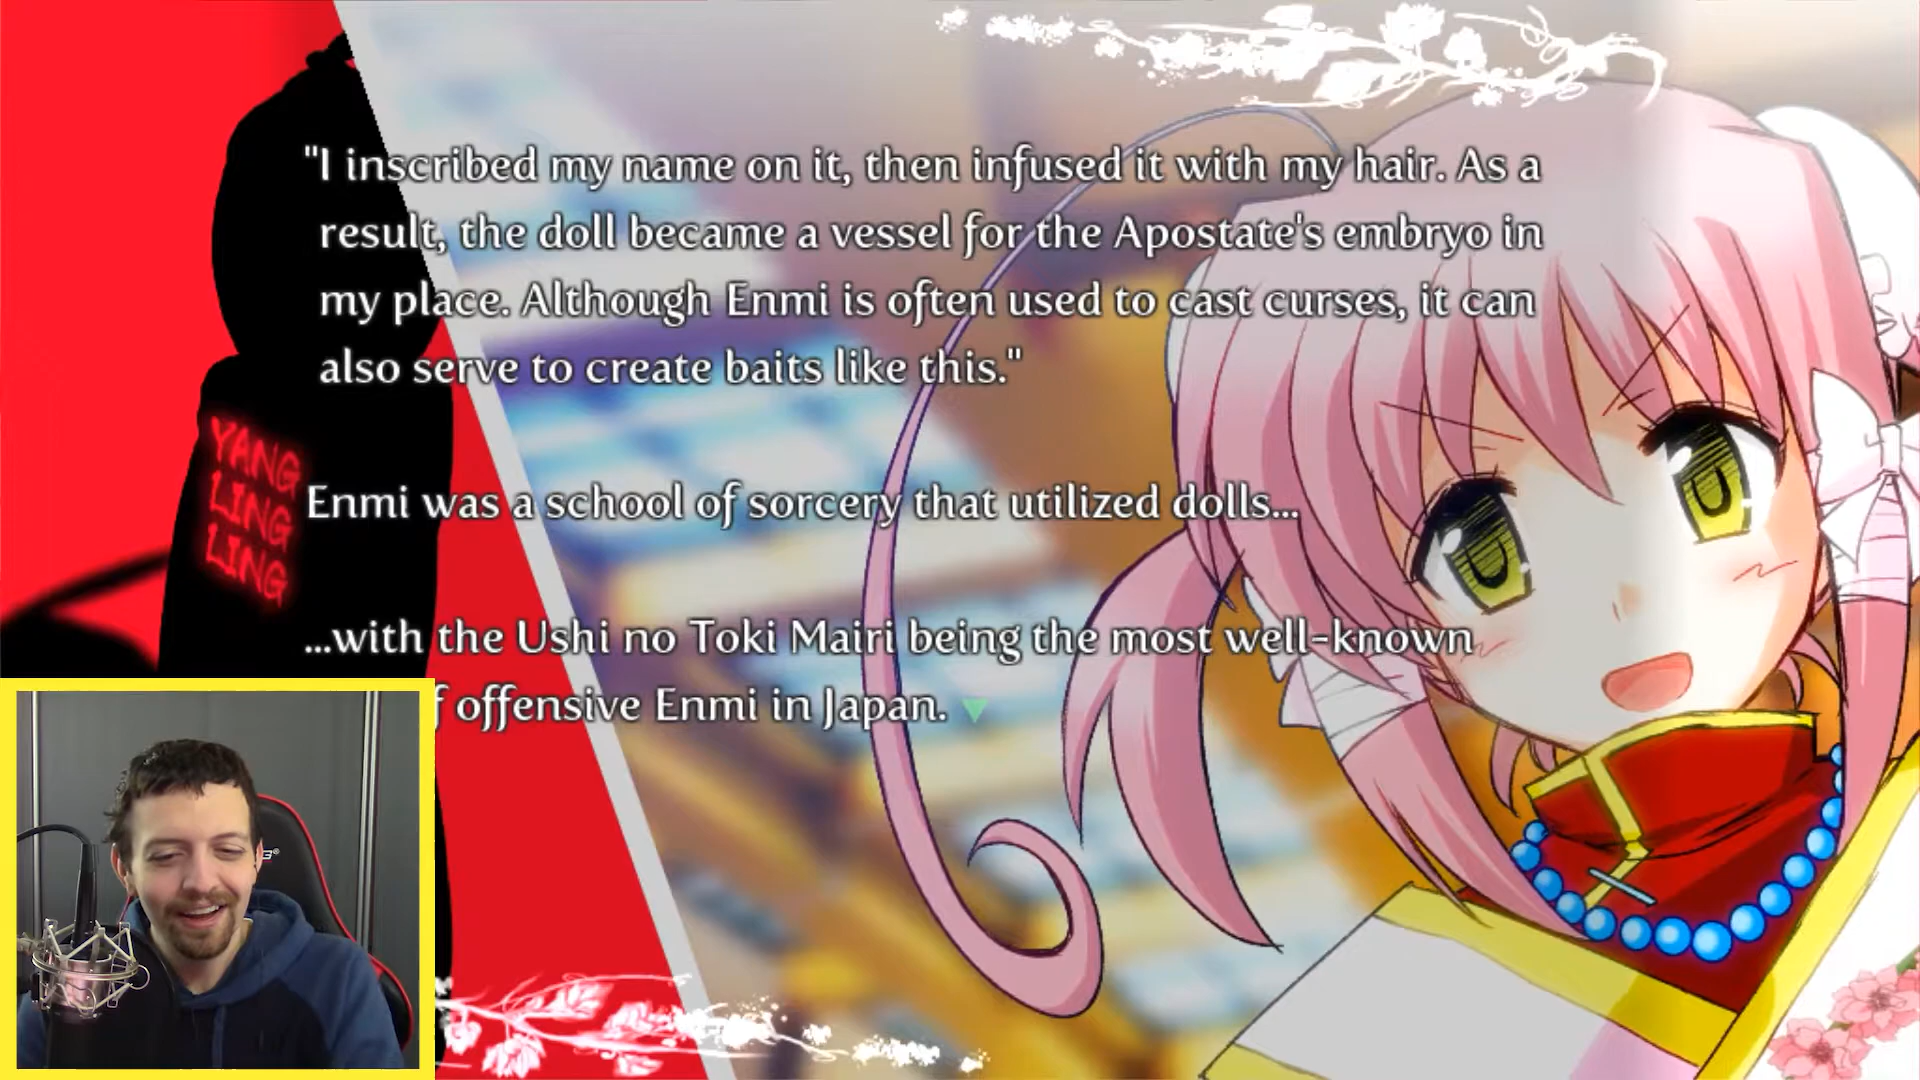 "I inscribed my name on it, then infused it with my hair. As a
result, the doll became a vessel for the Apostate's embryo in
my place. Although Enmi is often used to cast curses, it can
also serve to create baits like this."
YANG
LING
LING
Enmi was a school of sorcery that utilized dolls...
...with the Ushi no Toki Mairi being the most well-known
offensive Enmi in Japan.